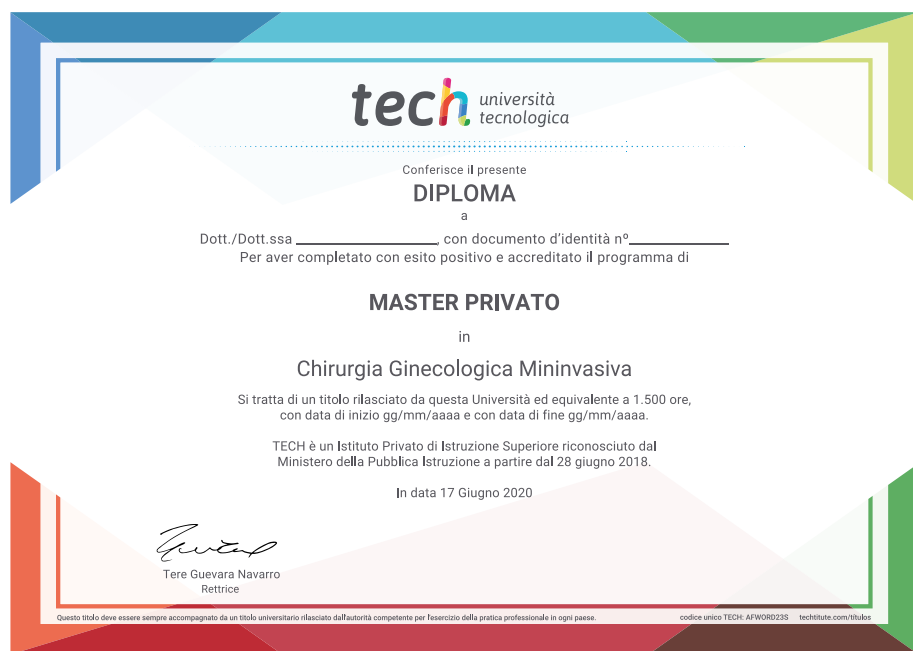 tech università
tecnologica
Conferisce il presente
DIPLOMA
a
Dott./Dott.ssa ____________________, con documento d'identità nº______________
Per aver completato con esito positivo e accreditato il programma di
MASTER PRIVATO
in
Chirurgia Ginecologica Mininvasiva
Si tratta di un titolo rilasciato da questa Università ed equivalente a 1.500 ore,
con data di inizio gg/mm/aaaa e con data di fine gg/mm/aaaa.
TECH è un Istituto Privato di Istruzione Superiore riconosciuto dal
Ministero della Pubblica Istruzione a partire dal 28 giugno 2018.
In data 17 Giugno 2020
Tere Guevara Navarro
Rettrice
Questo titolo deve essere sempre accompagnato da un titolo universitario rilasciato dall'autorità competente per l'esercizio della pratica professionale in ogni paese. codice unico TECH: AFWORD23S techtitute.com/títulos